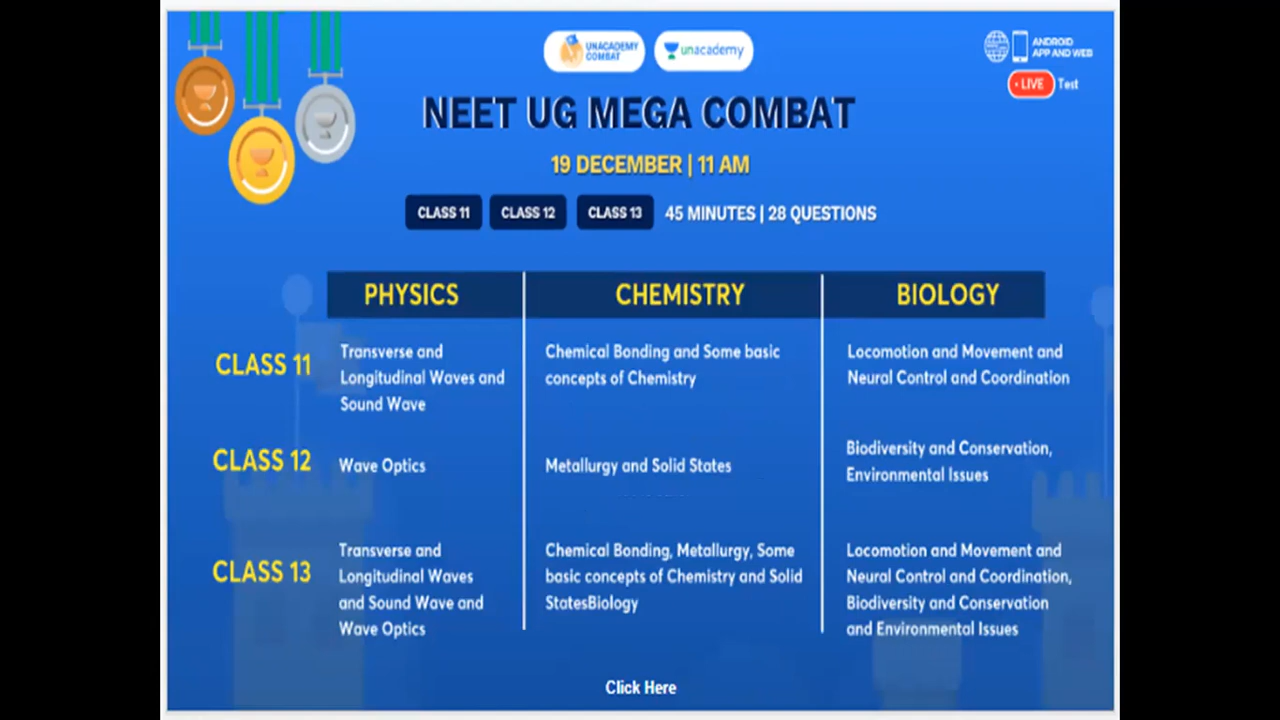 UNACADEMY
COMBAT
unacademy
ANDROID
APP AND WEB
LIVE Test
NEET UG MEGA COMBAT
19 DECEMBER | 11 AM
CLASS 11 CLASS 12 CLASS 13 45 MINUTES | 28 QUESTIONS
PHYSICS CHEMISTRY BIOLOGY
CLASS 11
Transverse and
Longitudinal Waves and
Sound Wave
Chemical Bonding and Some basic
concepts of Chemistry
Locomotion and Movement and
Neural Control and Coordination
CLASS 12
Wave Optics
Metallurgy and Solid States
Biodiversity and Conservation,
Environmental Issues
CLASS 13
Transverse and
Longitudinal Waves
and Sound Wave and
Wave Optics
Chemical Bonding, Metallurgy, Some
basic concepts of Chemistry and Solid
StatesBiology
Locomotion and Movement and
Neural Control and Coordination,
Biodiversity and Conservation
and Environmental Issues
Click Here